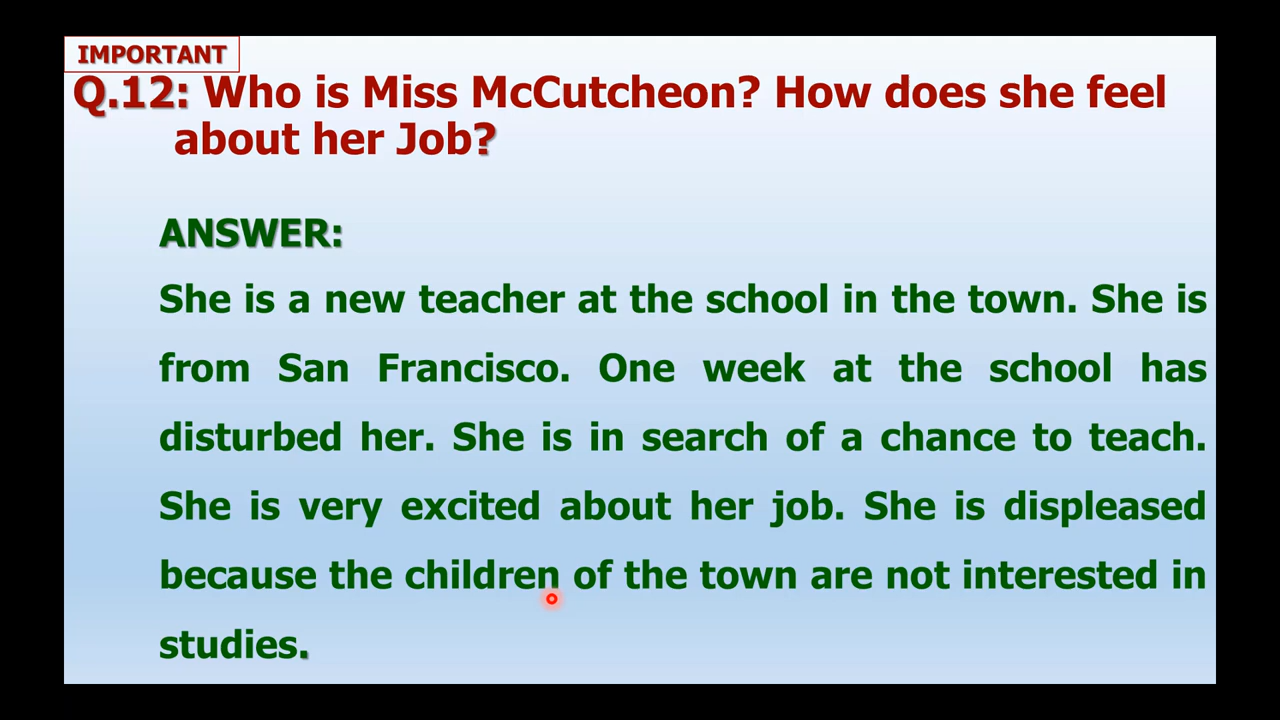 IMPORTANT
Q.12: Who is Miss McCutcheon? How does she feel
about her Job?
ANSWER:
She is a new teacher at the school in the town. She is
from San Francisco. One week at the school has
disturbed her. She is in search of a chance to teach.
She is very excited about her job. She is displeased
because the children of the town are not interested in
studies.